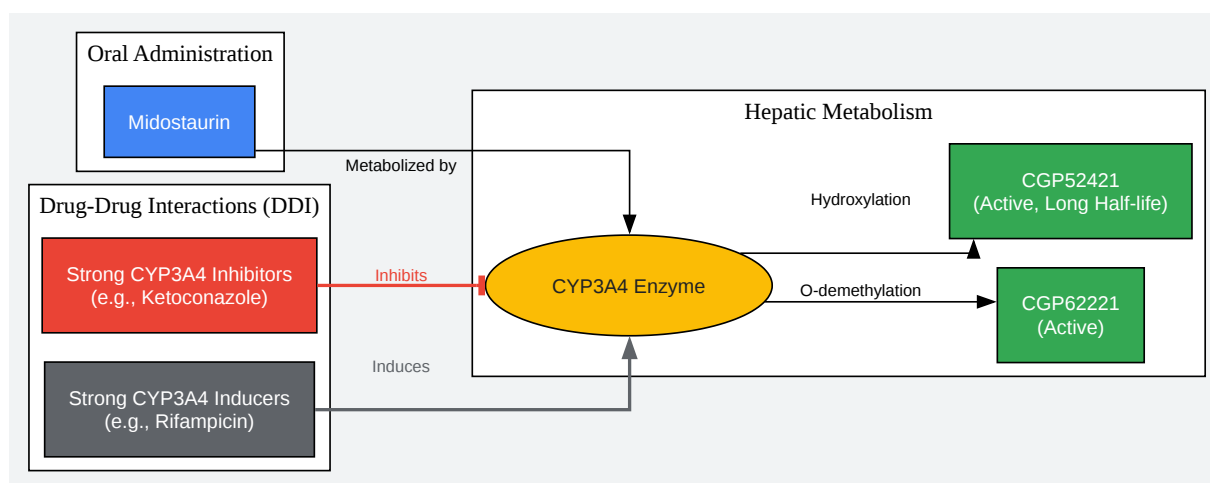 Oral Administration
Midostaurin
Metabolized by
Drug-Drug Interactions (DDI)
Strong CYP3A4 Inhibitors
(e.g., Ketoconazole)
Inhibits
Strong CYP3A4 Inducers
(e.g., Rifampicin)
Induces
Hepatic Metabolism
CYP3A4 Enzyme
Hydroxylation
CGP52421
(Active, Long Half-life)
O-demethylation
CGP62221
(Active)